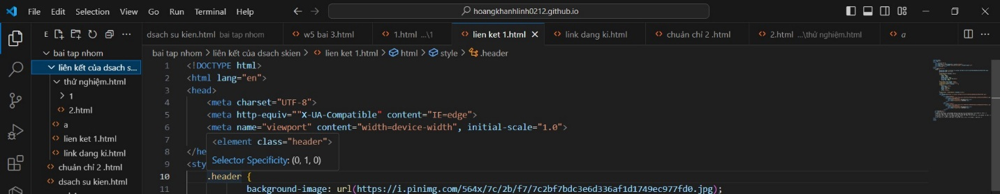 File Edit Selection View Go Run Terminal Help hoangkhanhlinh0212.github.io
E dsach su kien.html bai tap nhom w5 bai 3.html 1.html ...\1 lien ket 1.html link dang ki.html chuẩn chỉ 2 .html 2.html ...\thử nghiệm.html a
bai tap nhom
liên kết của dsach s...
thử nghiệm.html
1
2.html
a
lien ket 1.html
link dang ki.html
chuẩn chỉ 2 .html
dsach su kien.html
bai tap nhom > liên kết của dsach skien > lien ket 1.html > html > style > .header
1 <!DOCTYPE html>
2 <html lang="en">
3 <head>
4 <meta charset="UTF-8">
5 <meta http-equiv=""X-UA-Compatible" content="IE=edge">
6 <meta name="viewport" content="width=device-width", initial-scale="1.0">
7 <element class="header">
8 </he
Selector Specificity: (0, 1, 0)
9 <sty
10 .header {
11 background-image: url(https://i.pinimg.com/564x/7c/2b/f7/7c2bf7bdc3e6d336af1d1749ec977fd0.jpg);